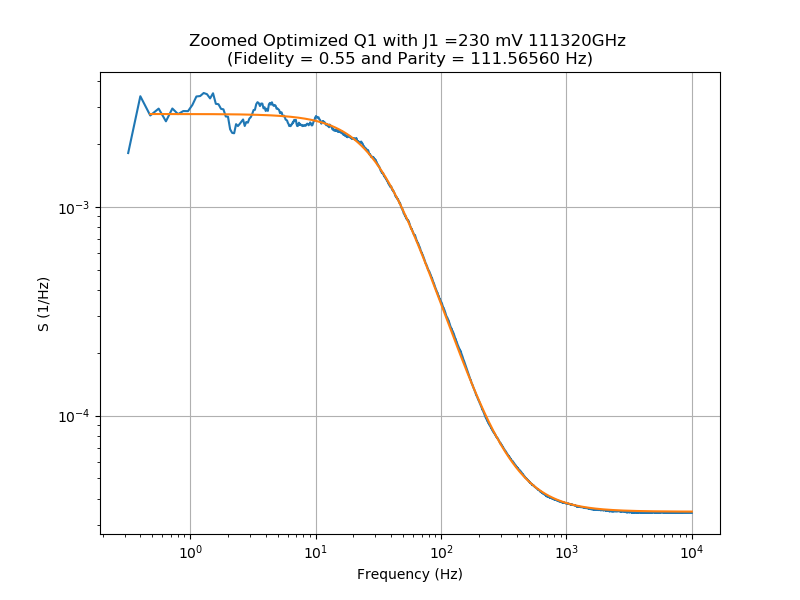 Zoomed Optimized Q1 with J1 =230 mV 111320GHz
(Fidelity = 0.55 and Parity = 111.56560 Hz)
10⁻³
10⁻⁴
S (1/Hz)
10⁰ 10¹ 10² 10³ 10⁴
Frequency (Hz)